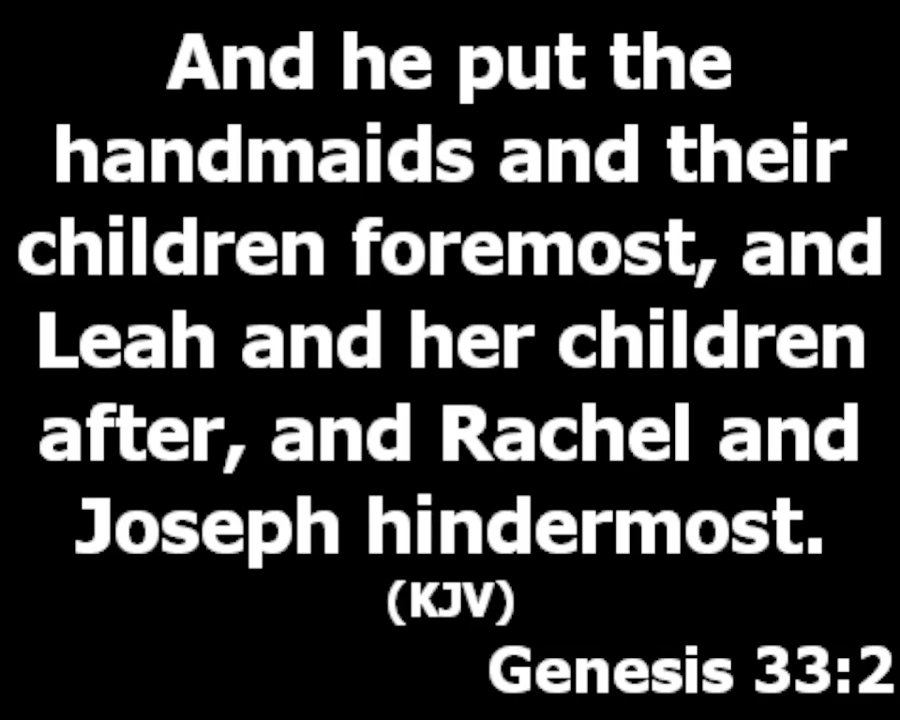 And he put the
handmaids and their
children foremost, and
Leah and her children
after, and Rachel and
Joseph hindermost.
(KJV)
Genesis 33:2